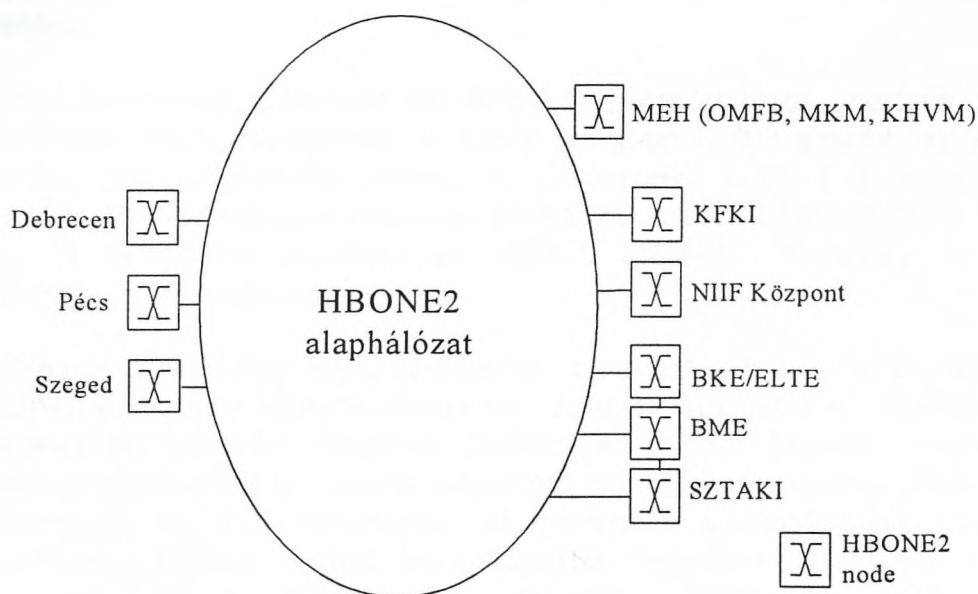 MEH (OMFB, MKM, KHVM)
Debrecen
KFKI
Pécs
HBONE2
alaphálózat
NIIF Központ
Szeged
BKE/ELTE
BME
SZTAKI
HBONE2
node